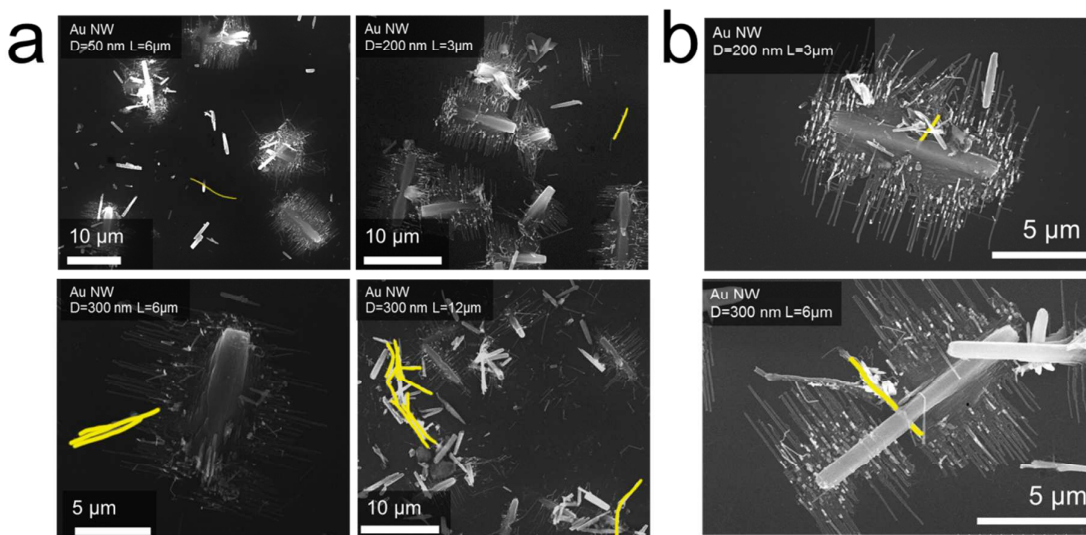 a
Au NW
D=50 nm L=6µm
10 µm
Au NW
D=200 nm L=3µm
10 µm
Au NW
D=300 nm L=6µm
5 µm
Au NW
D=300 nm L=12µm
10 µm
b
Au NW
D=200 nm L=3µm
5 µm
Au NW
D=300 nm L=6µm
5 µm